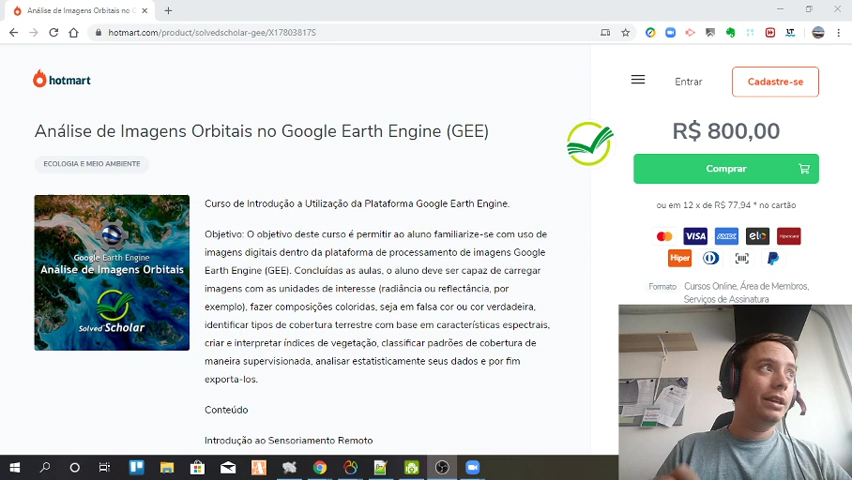 Análise de Imagens Orbitais no G
hotmart.com/product/solvedscholar-gee/X17803817S
hotmart
Entrar
Cadastre-se
Análise de Imagens Orbitais no Google Earth Engine (GEE)
R$ 800,00
ECOLOGIA E MEIO AMBIENTE
Comprar
Curso de Introdução a Utilização da Plataforma Google Earth Engine.
ou em 12 x de R$ 77,94 * no cartão
Objetivo: O objetivo deste curso é permitir ao aluno familiarize-se com uso de
imagens digitais dentro da plataforma de processamento de imagens Google
Earth Engine (GEE). Concluídas as aulas, o aluno deve ser capaz de carregar
imagens com as unidades de interesse (radiância ou reflectância, por
exemplo), fazer composições coloridas, seja em falsa cor ou cor verdadeira,
identificar tipos de cobertura terrestre com base em características espectrais,
criar e interpretar índices de vegetação, classificar padrões de cobertura de
maneira supervisionada, analisar estatisticamente seus dados e por fim
exporta-los.
Google Earth Engine
Análise de Imagens Orbitais
Solved Scholar
VISA
AMEX
elo
Hiper
Formato
Cursos Online, Área de Membros,
Serviços de Assinatura
Conteúdo
Introdução ao Sensoriamento Remoto